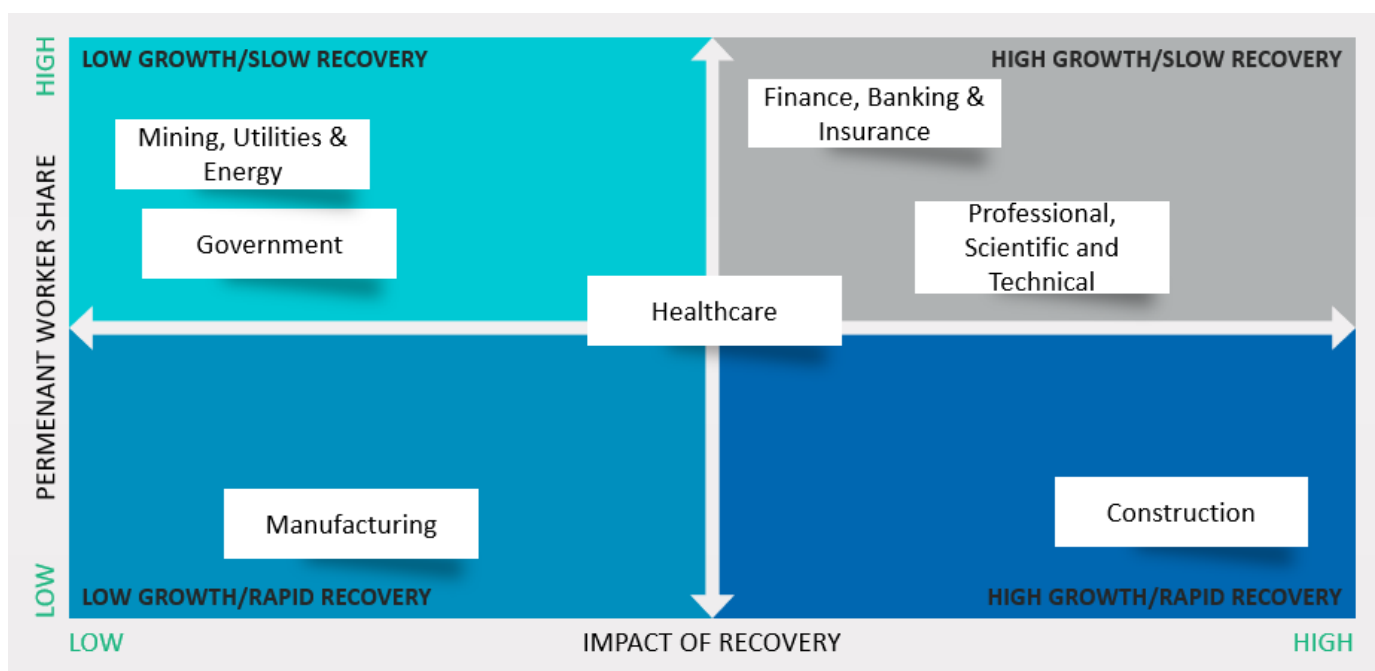 HIGH
LOW GROWTH/SLOW RECOVERY
HIGH GROWTH/SLOW RECOVERY
Finance, Banking &
Insurance
Mining, Utilities &
Energy
Government
Professional,
Scientific and
Technical
Healthcare
PERMENANT WORKER SHARE
Manufacturing
Construction
LOW
LOW GROWTH/RAPID RECOVERY
HIGH GROWTH/RAPID RECOVERY
LOW
IMPACT OF RECOVERY
HIGH